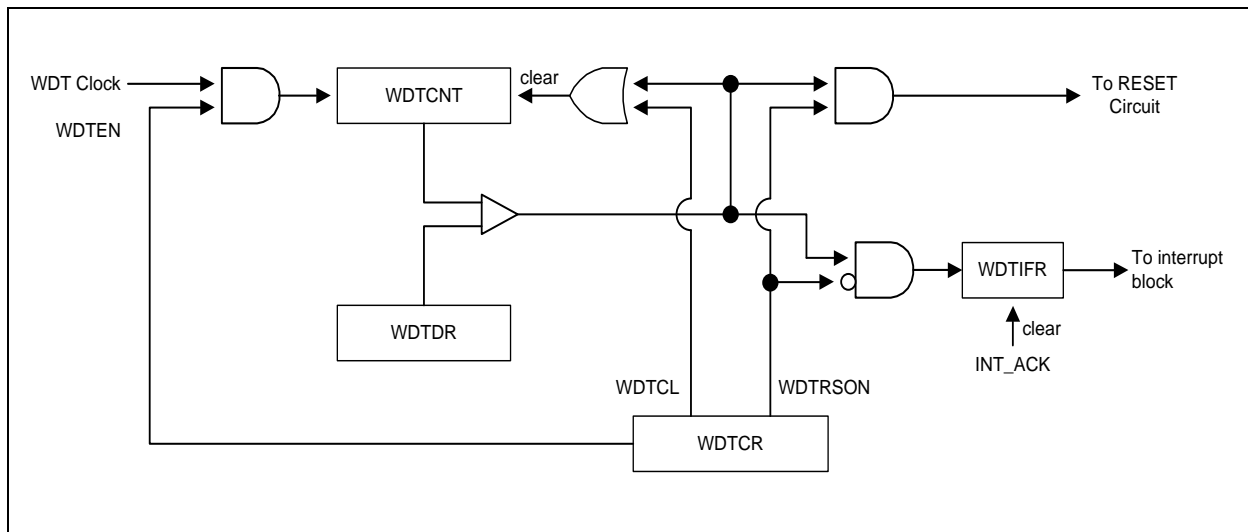 WDT Clock
WDTEN
WDTCNT
clear
To RESET
Circuit
WDTDR
WDTIFR
To interrupt
block
clear
INT_ACK
WDTCL
WDTRSON
WDTCR